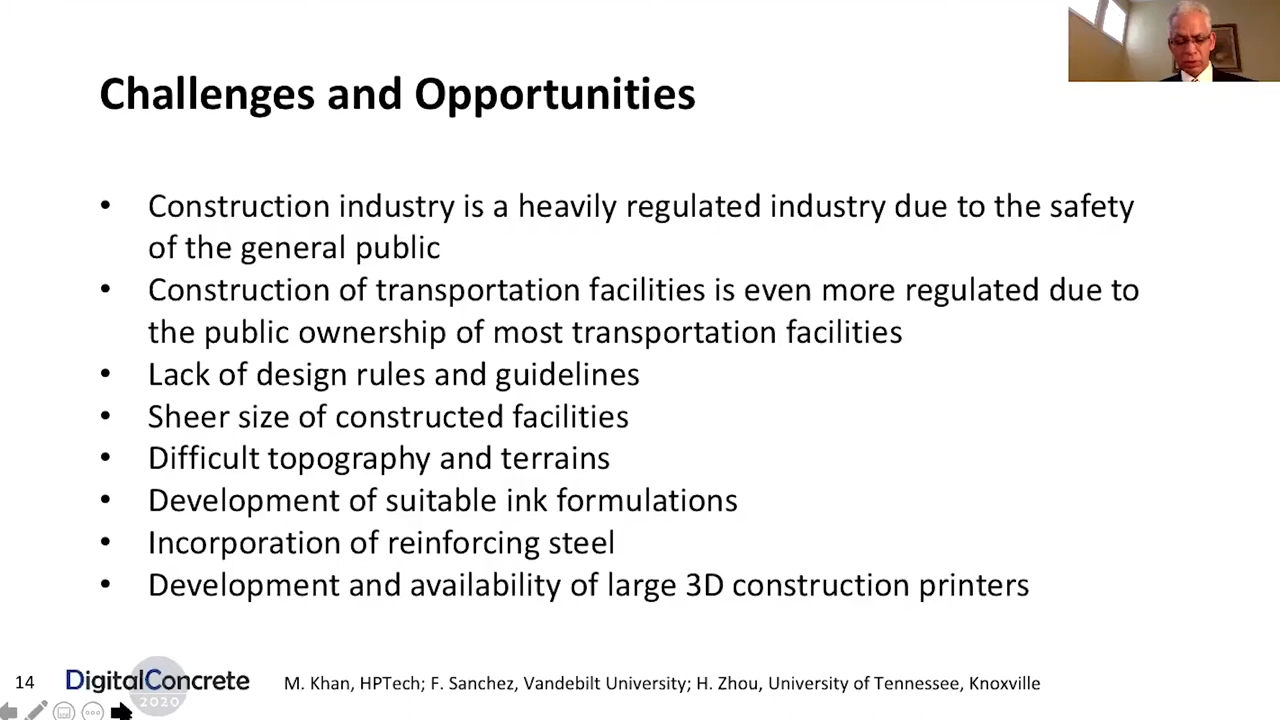 Challenges and Opportunities
• Construction industry is a heavily regulated industry due to the safety
of the general public
• Construction of transportation facilities is even more regulated due to
the public ownership of most transportation facilities
• Lack of design rules and guidelines
• Sheer size of constructed facilities
• Difficult topography and terrains
• Development of suitable ink formulations
• Incorporation of reinforcing steel
• Development and availability of large 3D construction printers
14 DigitalConcrete M. Khan, HPTech; F. Sanchez, Vandebilt University; H. Zhou, University of Tennessee, Knoxville
2020